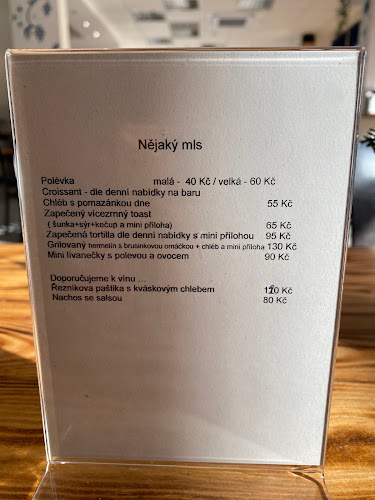 Nějaký mls
Polévka malá - 40 Kč / velká - 60 Kč
Croissant - dle denní nabídky na baru
Chléb s pomazánkou dne 55 Kč
Zapečený vícezrnný toast
( šunka+sýr+kečup a mini příloha) 65 Kč
Zapečená tortilla dle denní nabídky s mini přílohou 95 Kč
Grilovaný hermelín s brusinkovou omáčkou + chléb a mini příloha 130 Kč
Mini lívanečky s polevou a ovocem 90 Kč
Doporučujeme k vínu ...
Řezníkova paštika s kváskovým chlebem 120 Kč
Nachos se salsou 80 Kč